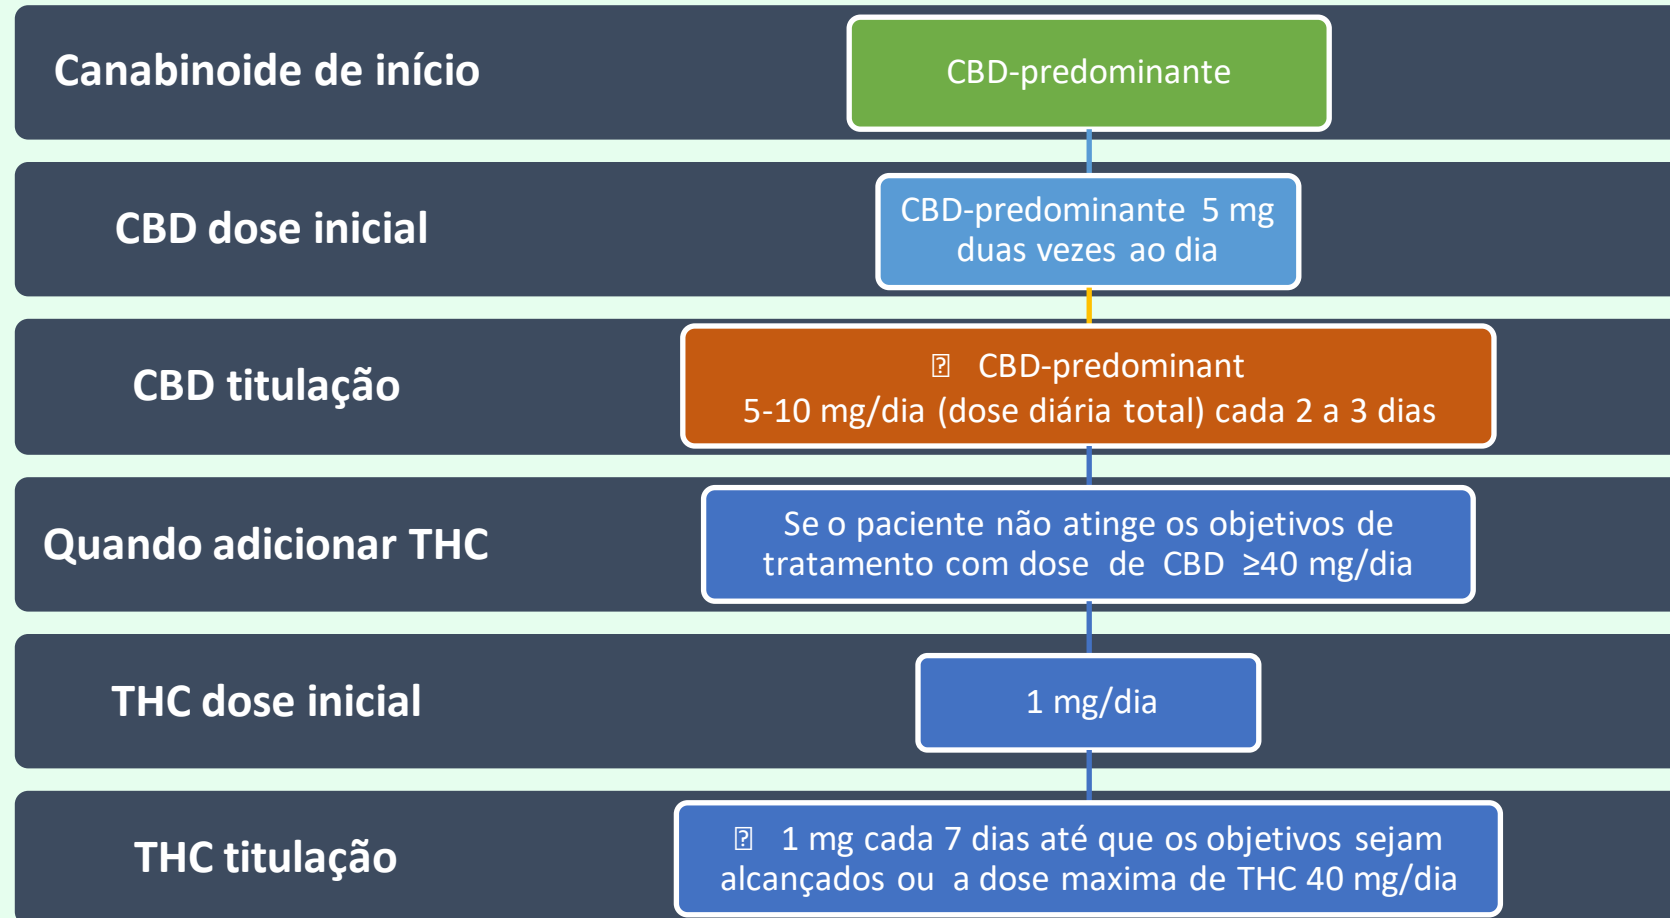 Canabinoide de início
CBD-predominante
CBD dose inicial
CBD-predominante 5 mg
duas vezes ao dia
CBD titulação
CBD-predominant
5-10 mg/dia (dose diária total) cada 2 a 3 dias
Quando adicionar THC
Se o paciente não atinge os objetivos de
tratamento com dose de CBD ≥40 mg/dia
THC dose inicial
1 mg/dia
THC titulação
1 mg cada 7 dias até que os objetivos sejam
alcançados ou a dose maxima de THC 40 mg/dia